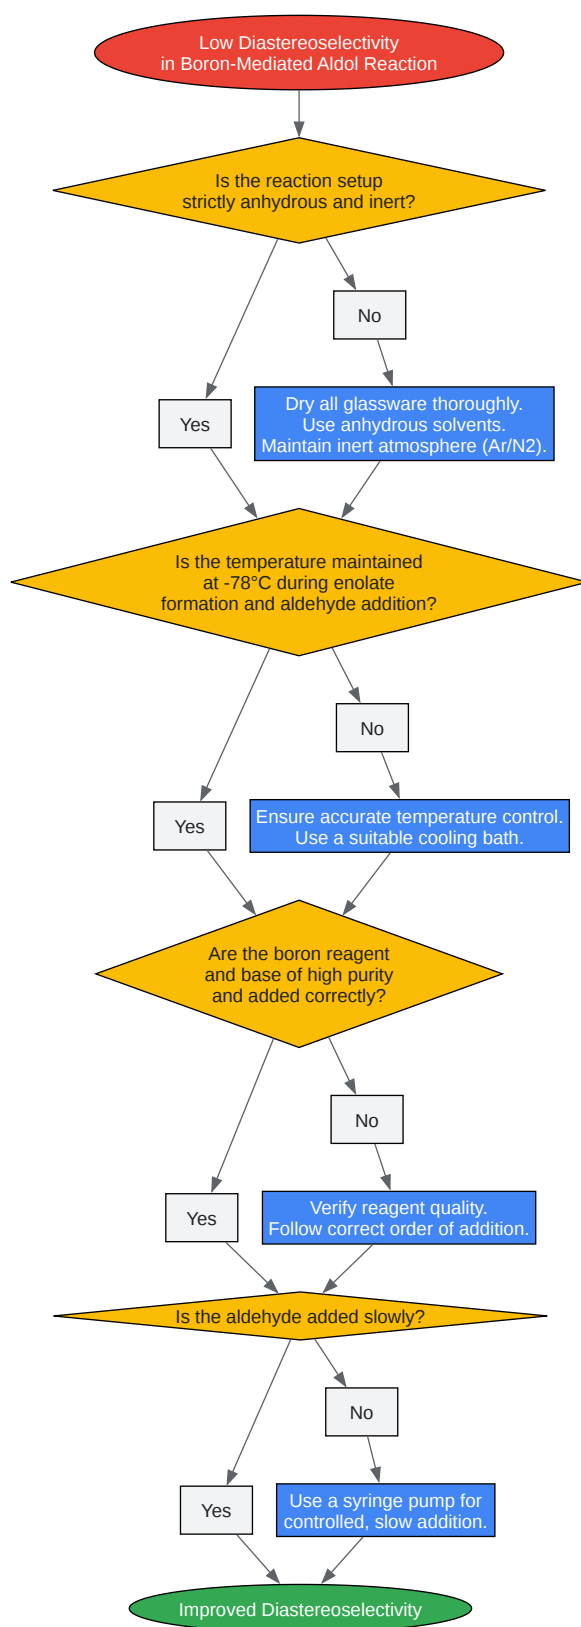 Low Diastereoselectivity
in Boron-Mediated Aldol Reaction
Is the reaction setup
strictly anhydrous and inert?
No
Yes
Dry all glassware thoroughly.
Use anhydrous solvents.
Maintain inert atmosphere (Ar/N2).
Is the temperature maintained
at -78°C during enolate
formation and aldehyde addition?
No
Yes
Ensure accurate temperature control.
Use a suitable cooling bath.
Are the boron reagent
and base of high purity
and added correctly?
No
Yes
Verify reagent quality.
Follow correct order of addition.
Is the aldehyde added slowly?
No
Yes
Use a syringe pump for
controlled, slow addition.
Improved Diastereoselectivity